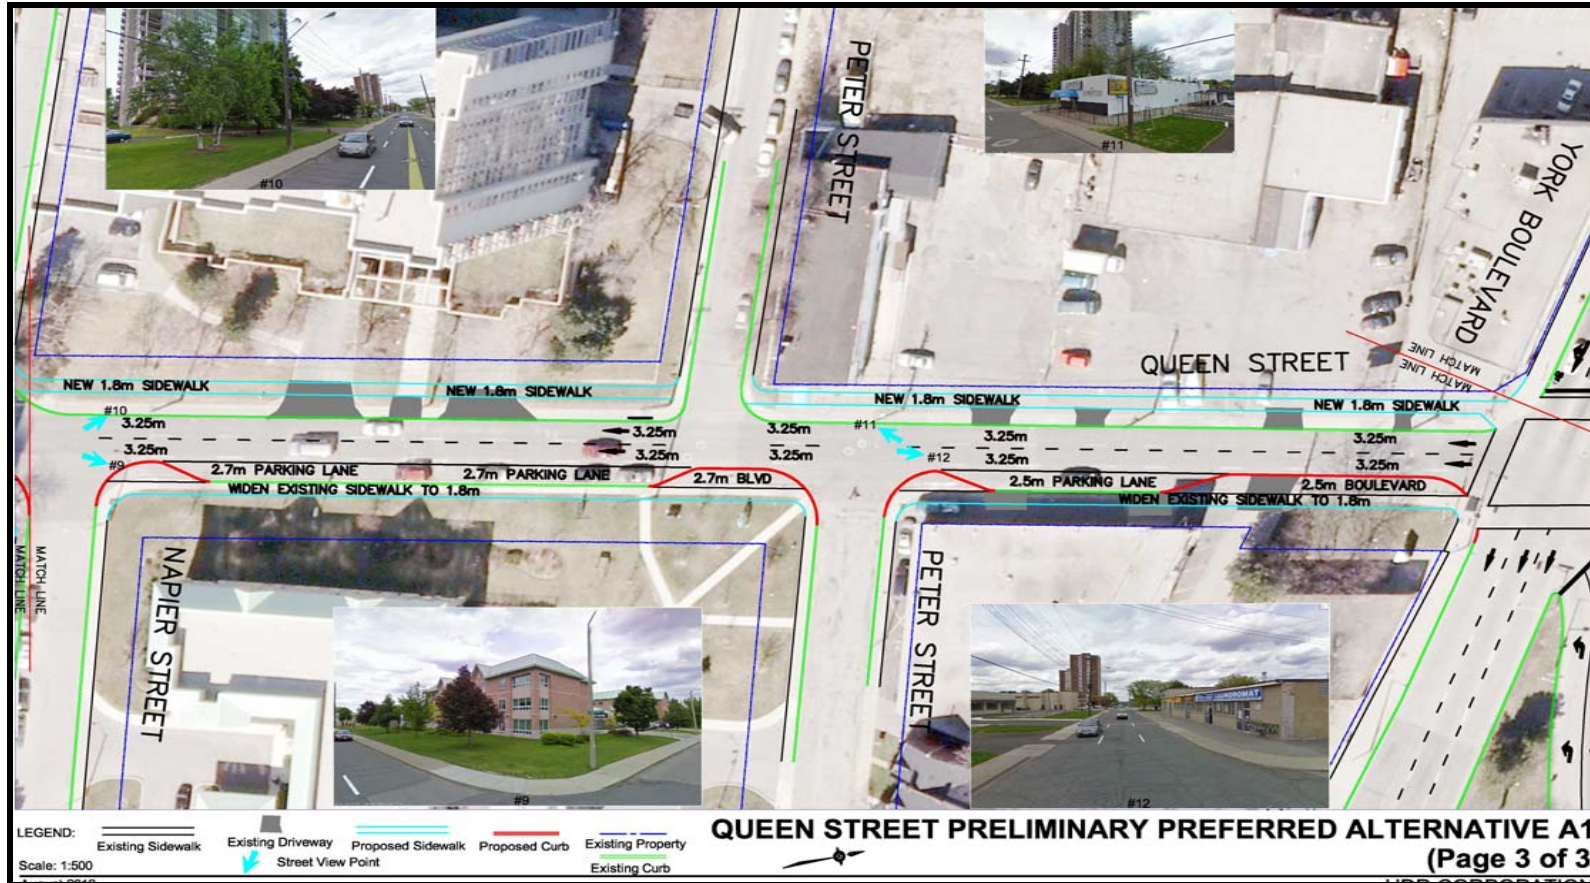 #10
PETER STREET
#11
YORK BOULEVARD
QUEEN STREET
MATCH LINE
MATCH LINE
NEW 1.8m SIDEWALK
NEW 1.8m SIDEWALK
NEW 1.8m SIDEWALK
NEW 1.8m SIDEWALK
#10
3.25m
3.25m
3.25m
#11
3.25m
3.25m
3.25m
3.25m
3.25m
#12
3.25m
3.25m
#9
2.7m PARKING LANE
2.7m PARKING LANE
2.7m BLVD
2.5m PARKING LANE
2.5m BOULEVARD
WIDEN EXISTING SIDEWALK TO 1.8m
WIDEN EXISTING SIDEWALK TO 1.8m
MATCH LINE
MATCH LINE
NAPIER STREET
PETER STREET
#9
#12
LEGEND:
Existing Sidewalk
Existing Driveway
Proposed Sidewalk
Proposed Curb
Existing Property
Street View Point
Existing Curb
Scale: 1:500
QUEEN STREET PRELIMINARY PREFERRED ALTERNATIVE A1
(Page 3 of 3